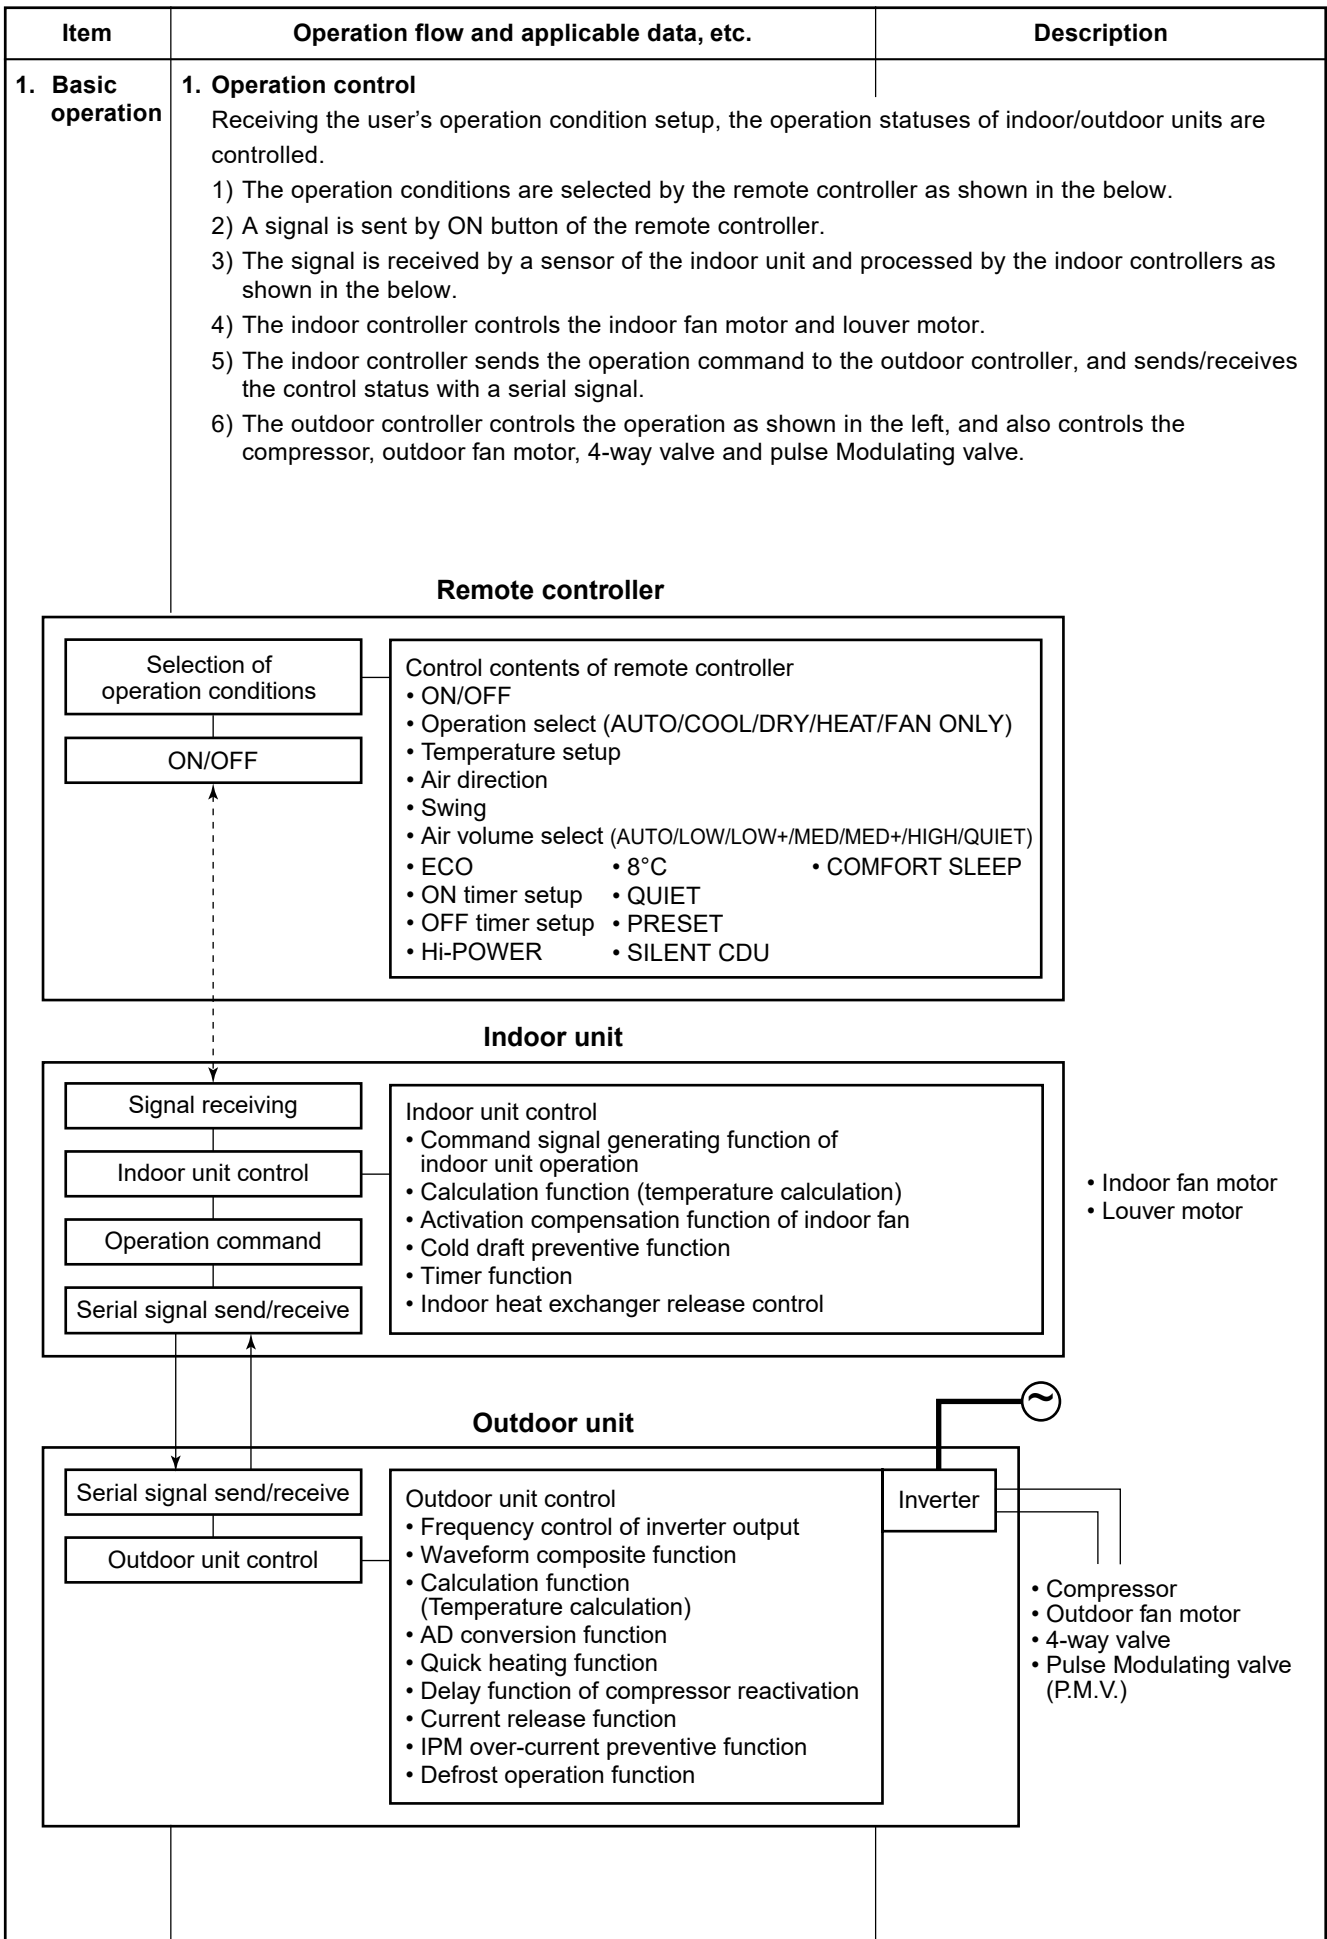 Item
Operation flow and applicable data, etc.
Description
1. Basic
operation
1. Operation control
Receiving the user's operation condition setup, the operation statuses of indoor/outdoor units are
controlled.
1) The operation conditions are selected by the remote controller as shown in the below.
2) A signal is sent by ON button of the remote controller.
3) The signal is received by a sensor of the indoor unit and processed by the indoor controllers as
shown in the below.
4) The indoor controller controls the indoor fan motor and louver motor.
5) The indoor controller sends the operation command to the outdoor controller, and sends/receives
the control status with a serial signal.
6) The outdoor controller controls the operation as shown in the left, and also controls the
compressor, outdoor fan motor, 4-way valve and pulse Modulating valve.
Remote controller
Selection of
operation conditions
ON/OFF
Control contents of remote controller
• ON/OFF
• Operation select (AUTO/COOL/DRY/HEAT/FAN ONLY)
• Temperature setup
• Air direction
• Swing
• Air volume select (AUTO/LOW/LOW+/MED/MED+/HIGH/QUIET)
• ECO • 8°C • COMFORT SLEEP
• ON timer setup • QUIET
• OFF timer setup • PRESET
• Hi-POWER • SILENT CDU
Indoor unit
Signal receiving
Indoor unit control
Operation command
Serial signal send/receive
Indoor unit control
• Command signal generating function of
indoor unit operation
• Calculation function (temperature calculation)
• Activation compensation function of indoor fan
• Cold draft preventive function
• Timer function
• Indoor heat exchanger release control
• Indoor fan motor
• Louver motor
~
Outdoor unit
Serial signal send/receive
Outdoor unit control
Outdoor unit control
• Frequency control of inverter output
• Waveform composite function
• Calculation function
(Temperature calculation)
• AD conversion function
• Quick heating function
• Delay function of compressor reactivation
• Current release function
• IPM over-current preventive function
• Defrost operation function
Inverter
• Compressor
• Outdoor fan motor
• 4-way valve
• Pulse Modulating valve
(P.M.V.)